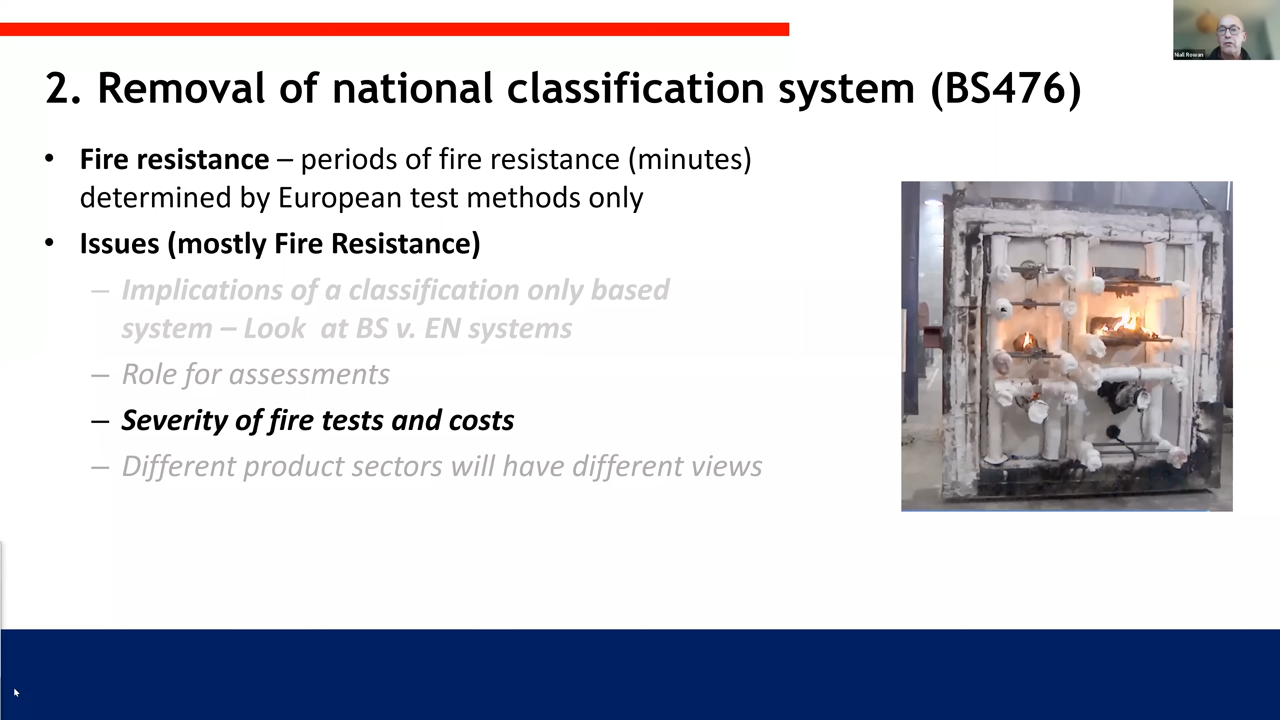 Niall Rowan
2. Removal of national classification system (BS476)
• Fire resistance – periods of fire resistance (minutes)
determined by European test methods only
• Issues (mostly Fire Resistance)
– Implications of a classification only based
system – Look at BS v. EN systems
– Role for assessments
– Severity of fire tests and costs
– Different product sectors will have different views